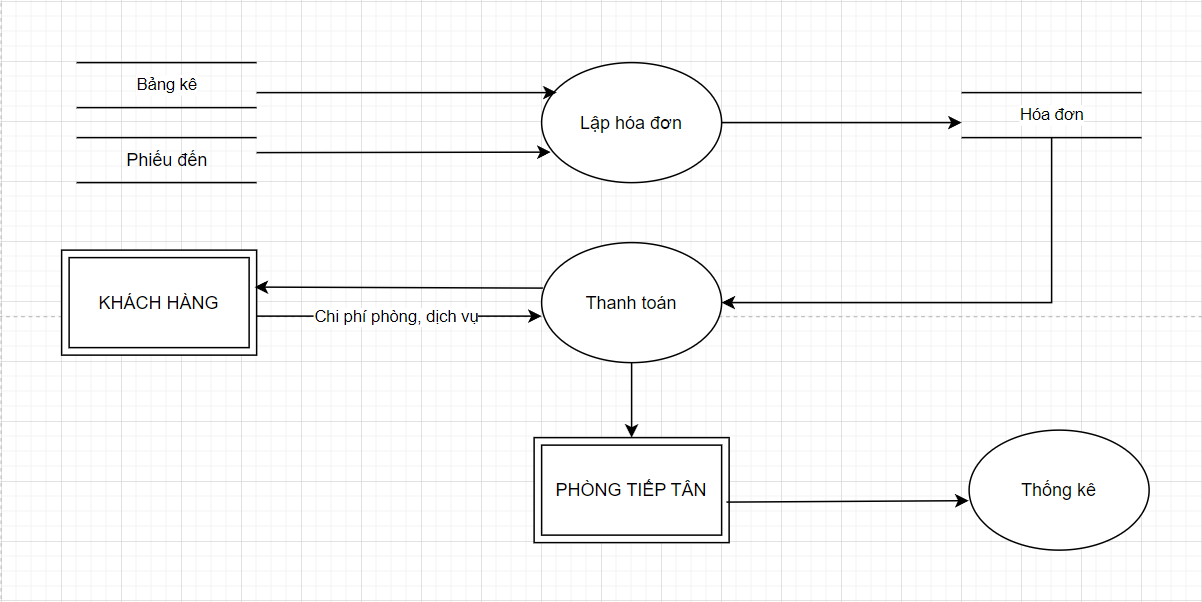 Bảng kê
Lập hóa đơn
Hóa đơn
Phiếu đến
KHÁCH HÀNG
Thanh toán
Chi phí phòng, dịch vụ
PHÒNG TIẾP TÂN
Thống kê